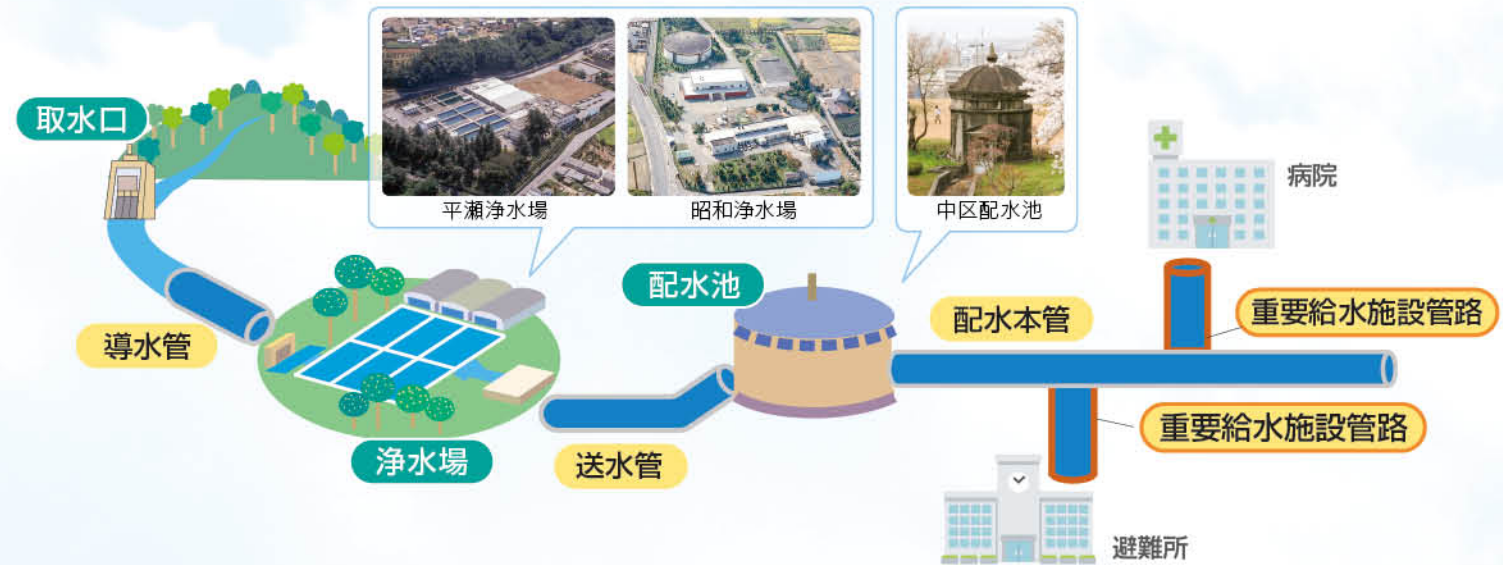 取水口
平瀬浄水場
昭和浄水場
中区配水池
病院
導水管
配水池
配水本管
重要給水施設管路
浄水場
送水管
重要給水施設管路
避難所